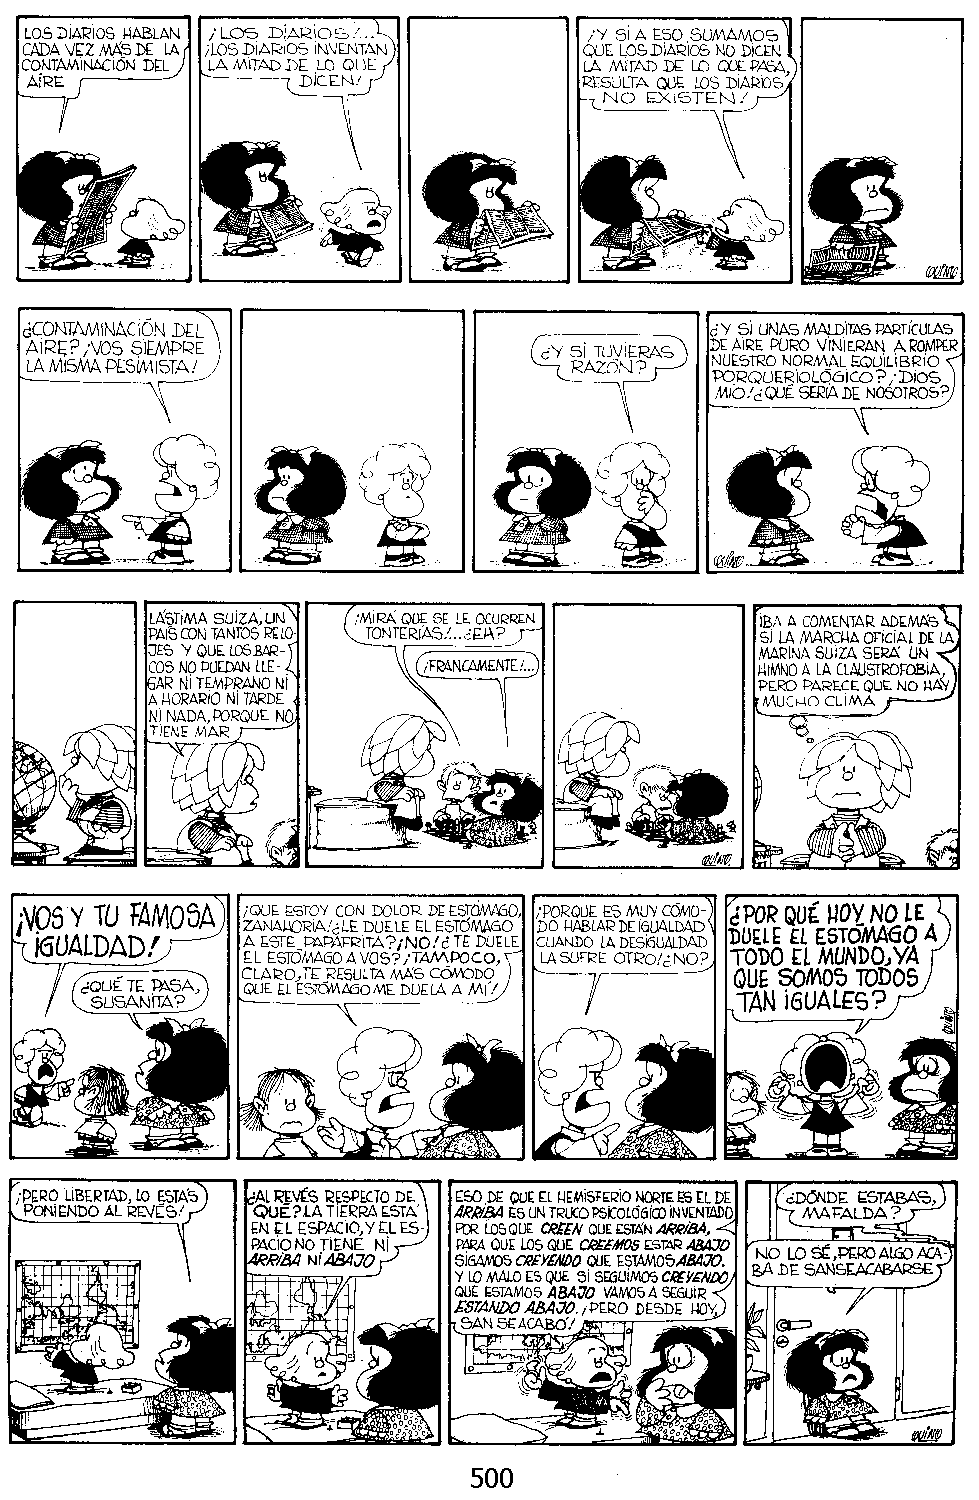 LOS DIARIOS HABLAN
CADA VEZ MÁS DE LA
CONTAMINACIÓN DEL
AIRE
¡LOS DIARIOS!...
¡LOS DIARIOS INVENTAN
LA MITAD DE LO QUE
DICEN!
¡Y SI A ESO SUMAMOS
QUE LOS DIARIOS NO DICEN
LA MITAD DE LO QUE PASA,
RESULTA QUE LOS DIARIOS
NO EXISTEN!
QUINO
¿CONTAMINACIÓN DEL
AIRE? ¡VOS SIEMPRE
LA MISMA PESIMISTA!
¿Y SI TUVIERAS
RAZÓN?
¿Y SI UNAS MALDITAS PARTÍCULAS
DE AIRE PURO VINIERAN A ROMPER
NUESTRO NORMAL EQUILIBRIO
PORQUERIOLÓGICO? ¡DIOS
MIO! ¿QUÉ SERÍA DE NOSOTROS?
QUINO
LÁSTIMA SUIZA, UN
PAÍS CON TANTOS RELO-
JES Y QUE LOS BAR-
COS NO PUEDAN LLE-
GAR NI TEMPRANO NI
A HORARIO NI TARDE
NI NADA, PORQUE NO
TIENE MAR
¡MIRÁ QUE SE LE OCURREN
TONTERÍAS!...¿EH?
¡FRANCAMENTE!...
QUINO
IBA A COMENTAR ADEMÁS
SI LA MARCHA OFICIAL DE LA
MARINA SUIZA SERÁ UN
HIMNO A LA CLAUSTROFOBIA,
PERO PARECE QUE NO HAY
MUCHO CLIMA
¡VOS Y TU FAMOSA
IGUALDAD!
¿QUÉ TE PASA,
SUSANITA?
¡QUE ESTOY CON DOLOR DE ESTÓMAGO,
ZANAHORIA! ¿LE DUELE EL ESTÓMAGO
A ESTE PAPAFRITA? ¡NO! ¿TE DUELE
EL ESTÓMAGO A VOS? ¡TAMPOCO,
CLARO, TE RESULTA MÁS CÓMODO
QUE EL ESTÓMAGO ME DUELA A MÍ!
¡PORQUE ES MUY CÓMO-
DO HABLAR DE IGUALDAD
CUANDO LA DESIGUALDAD
LA SUFRE OTRO! ¿NO?
¿POR QUÉ HOY NO LE
DUELE EL ESTÓMAGO A
TODO EL MUNDO, YA
QUE SOMOS TODOS
TAN IGUALES?
QUINO
¡PERO LIBERTAD, LO ESTÁS
PONIENDO AL REVÉS!
¿AL REVÉS RESPECTO DE
QUÉ? LA TIERRA ESTÁ
EN EL ESPACIO, Y EL ES-
PACIO NO TIENE NI
ARRIBA NI ABAJO
ESO DE QUE EL HEMISFERIO NORTE ES EL DE
ARRIBA ES UN TRUCO PSICOLÓGICO INVENTADO
POR LOS QUE CREEN QUE ESTÁN ARRIBA,
PARA QUE LOS QUE CREEMOS ESTAR ABAJO
SIGAMOS CREYENDO QUE ESTAMOS ABAJO.
Y LO MALO ES QUE SI SEGUIMOS CREYENDO
QUE ESTAMOS ABAJO VAMOS A SEGUIR
ESTANDO ABAJO. ¡PERO DESDE HOY,
SAN SEACABÓ!
¿DÓNDE ESTABAS,
MAFALDA?
NO LO SÉ, PERO ALGO ACA-
BA DE SANSEACABARSE
QUINO
500